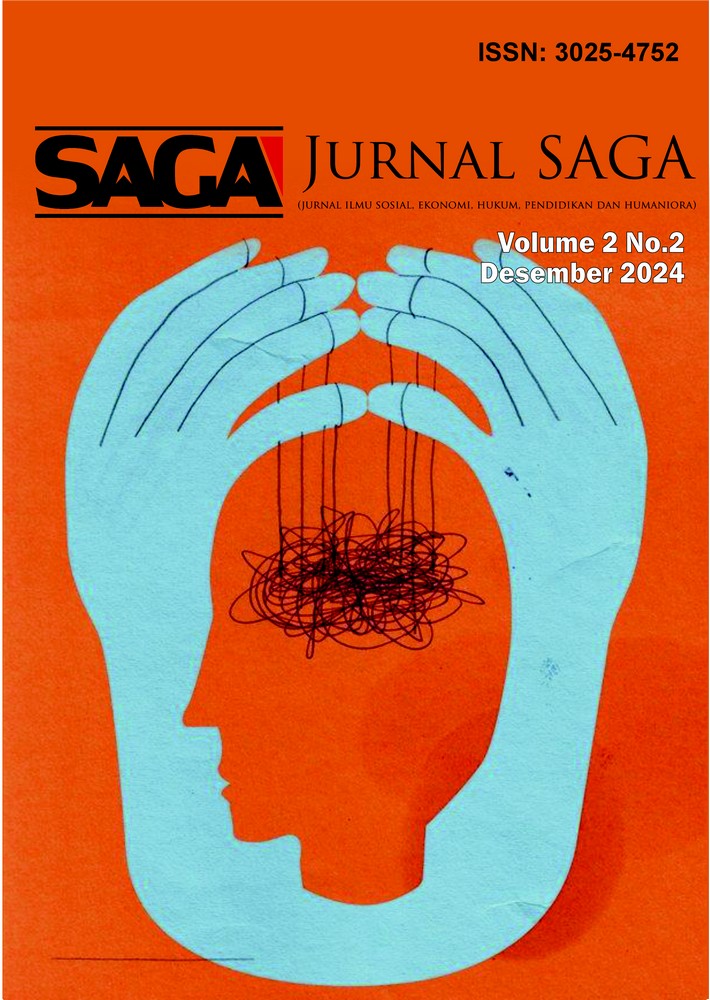 ISSN: 3025-4752
SAGA
JURNAL SAGA
(JURNAL ILMU SOSIAL, EKONOMI, HUKUM, PENDIDIKAN DAN HUMANIORA)
Volume 2 No.2
Desember 2024